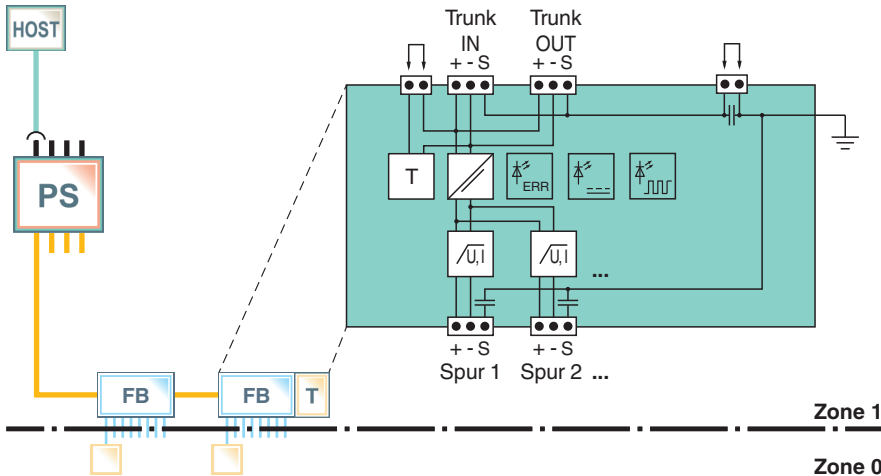 HOST
PS
FB
FB
T
Trunk
IN
+ - S
Trunk
OUT
+ - S
T
ERR
U, I
U, I
...
+ - S
Spur 1
+ - S
Spur 2 ...
Zone 1
Zone 0